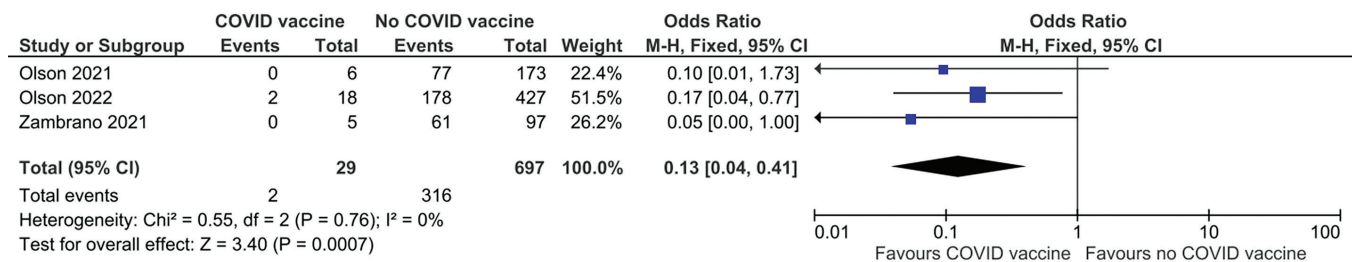 COVID vaccine No COVID vaccine Odds Ratio Odds Ratio
Study or Subgroup Events Total Events Total Weight M-H, Fixed, 95% CI M-H, Fixed, 95% CI
Olson 2021 0 6 77 173 22.4% 0.10 [0.01, 1.73]
Olson 2022 2 18 178 427 51.5% 0.17 [0.04, 0.77]
Zambrano 2021 0 5 61 97 26.2% 0.05 [0.00, 1.00]
Total (95% CI) 29 697 100.0% 0.13 [0.04, 0.41]
Total events 2 316
Heterogeneity: Chi² = 0.55, df = 2 (P = 0.76); I² = 0%
Test for overall effect: Z = 3.40 (P = 0.0007)
0.01 0.1 1 10 100
Favours COVID vaccine Favours no COVID vaccine